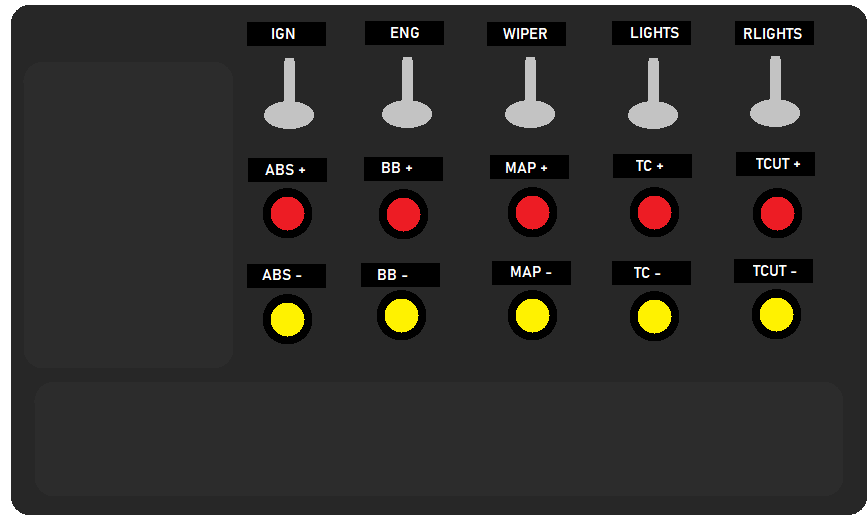 IGN
ENG
WIPER
LIGHTS
RLIGHTS
ABS +
BB +
MAP +
TC +
TCUT +
ABS -
BB -
MAP -
TC -
TCUT -